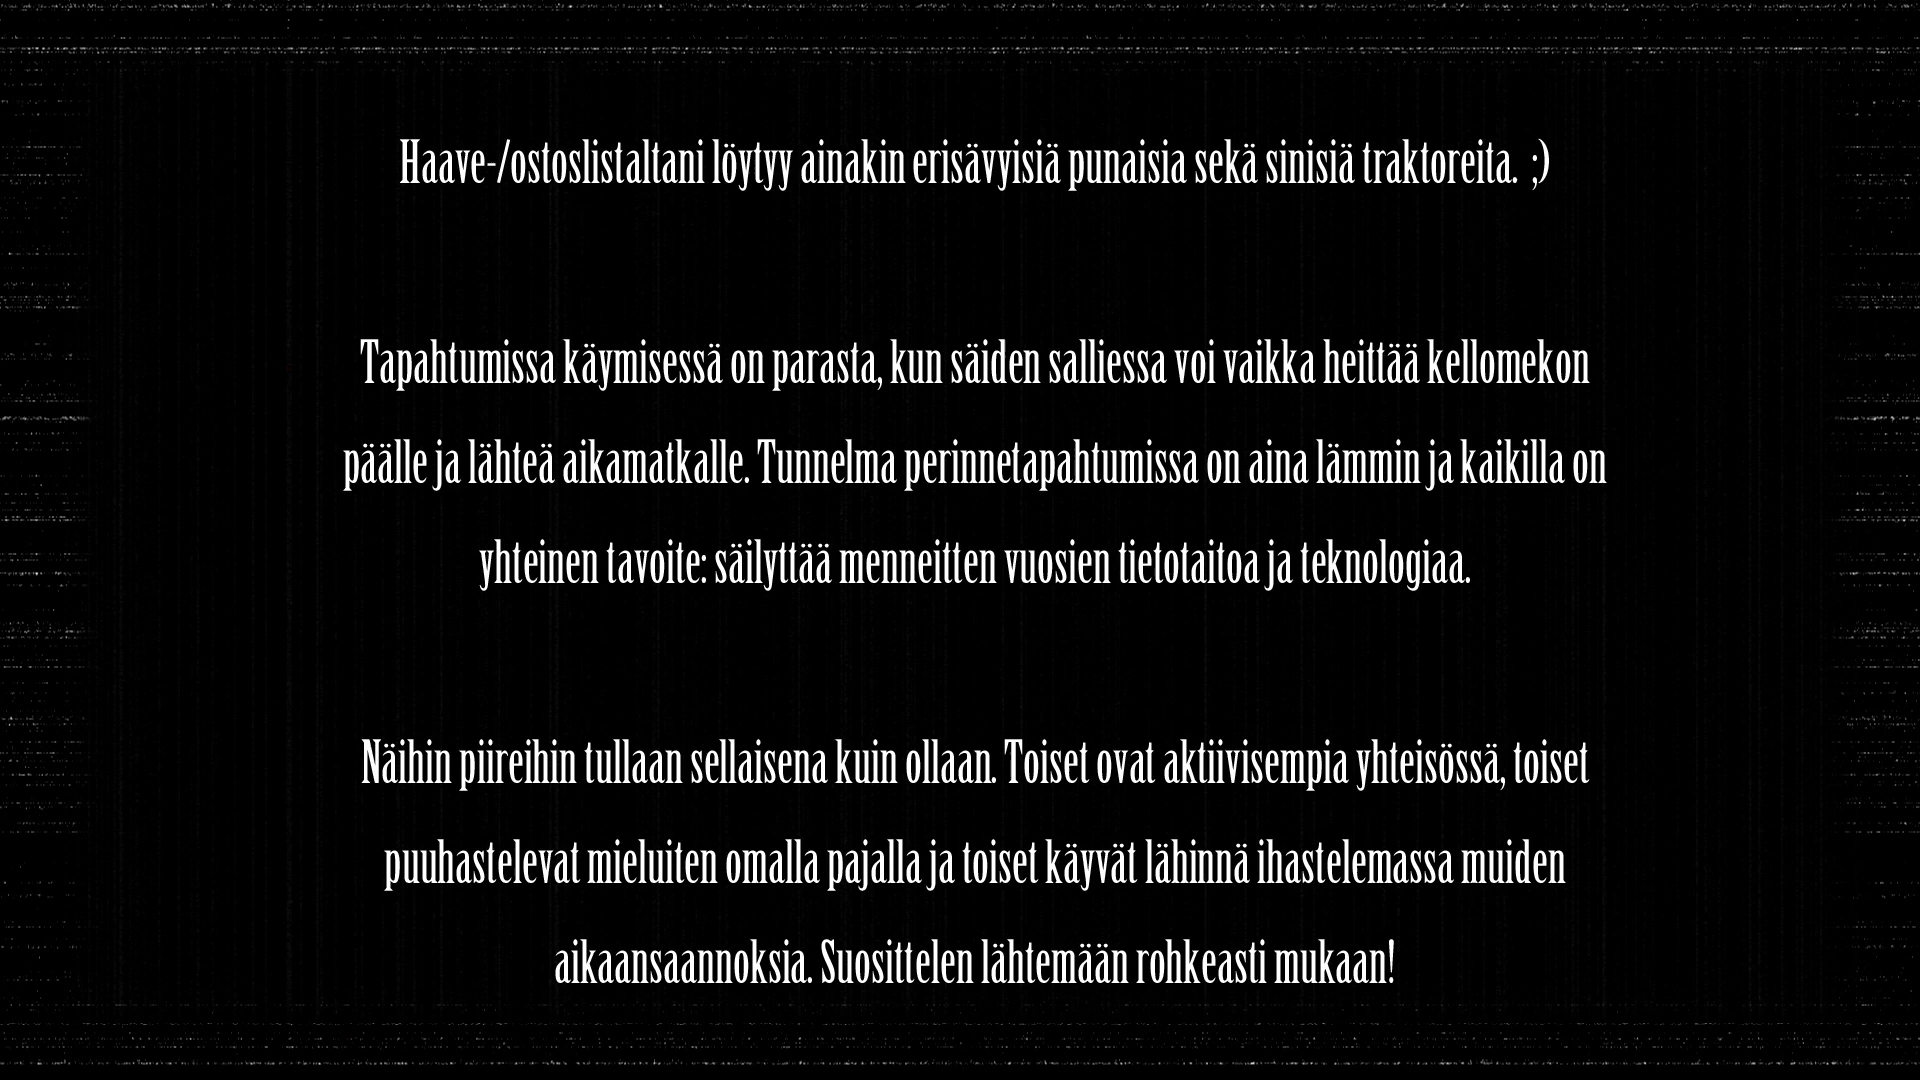 Haave-/ostoslistaltani löytyy ainakin erisävyisiä punaisia sekä sinisiä traktoreita. ;)
Tapahtumissa käymisessä on parasta, kun säiden salliessa voi vaikka heittää kellomekon
päälle ja lähteä aikamatkalle. Tunnelma perinnetapahtumissa on aina lämmin ja kaikilla on
yhteinen tavoite: säilyttää menneitten vuosien tietotaitoa ja teknologiaa.
Näihin piireihin tullaan sellaisena kuin ollaan. Toiset ovat aktiivisempia yhteisössä, toiset
puuhastelevat mieluiten omalla pajalla ja toiset käyvät lähinnä ihastelemassa muiden
aikaansaannoksia. Suosittelen lähtemään rohkeasti mukaan!